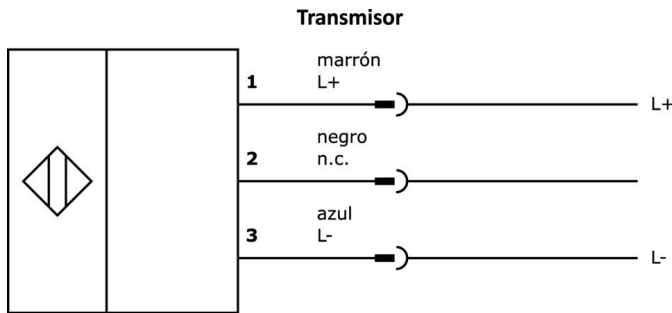 Transmisor
marrón
1 L+
L+
negro
2 n.c.
azul
3 L-
L-